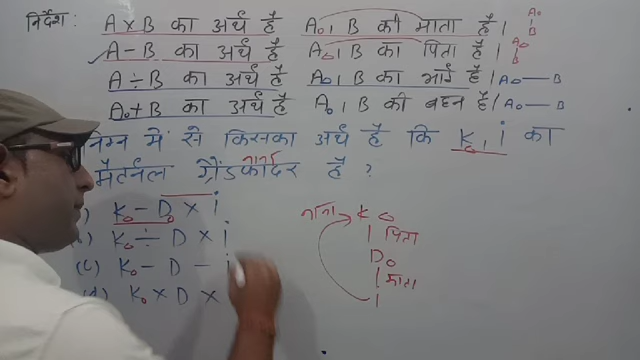 निर्देश: A × B का अर्थ है A, B की माता है।
A - B का अर्थ है A, B का पिता है।
A ÷ B का अर्थ है A, B का भाई है।
A + B का अर्थ है A, B की बहन है।
निम्न में से किसका अर्थ है कि K, i का
मैटर्नल ग्रैंडफादर है ?
नाना
) K - D × i
) K ÷ D × i
(c) K - D - i
(d) K × D ×
नाना K
पिता
D
माता
i
A
B
A
B
A — B
A — B